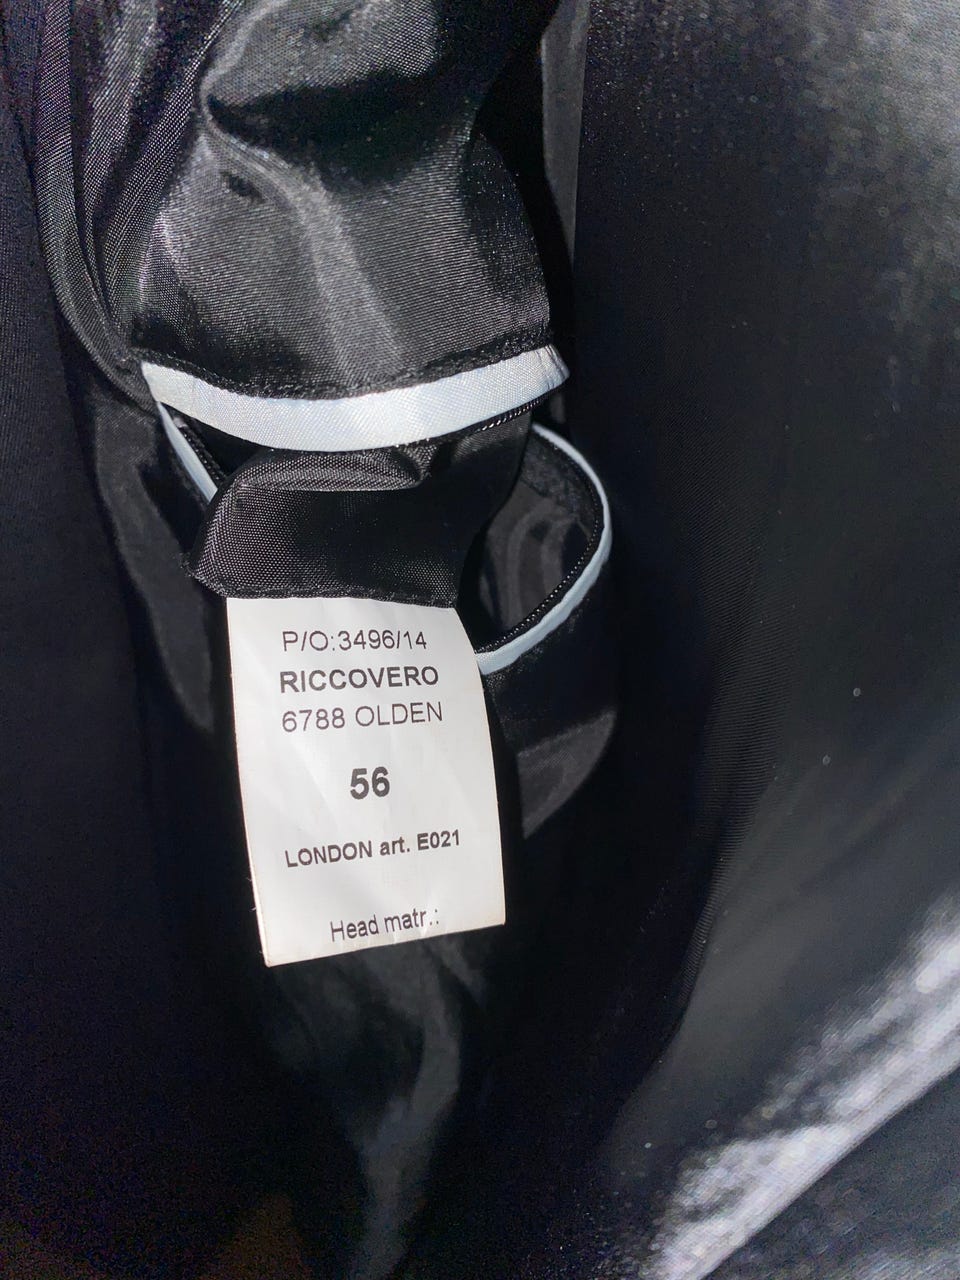 P/O:3496/14
RICCOVERO
6788 OLDEN
56
LONDON art. E021
Head matr.: